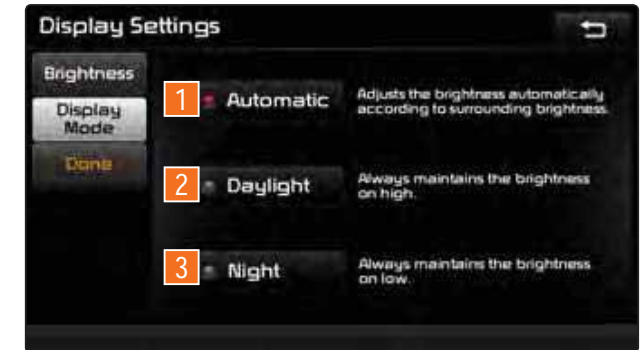 Display Settings
Brightness
Display
Mode
Done
1 Automatic
Adjusts the brightness automatically
according to surrounding brightness.
2 Daylight
Always maintains the brightness
on high.
3 Night
Always maintains the brightness
on low.